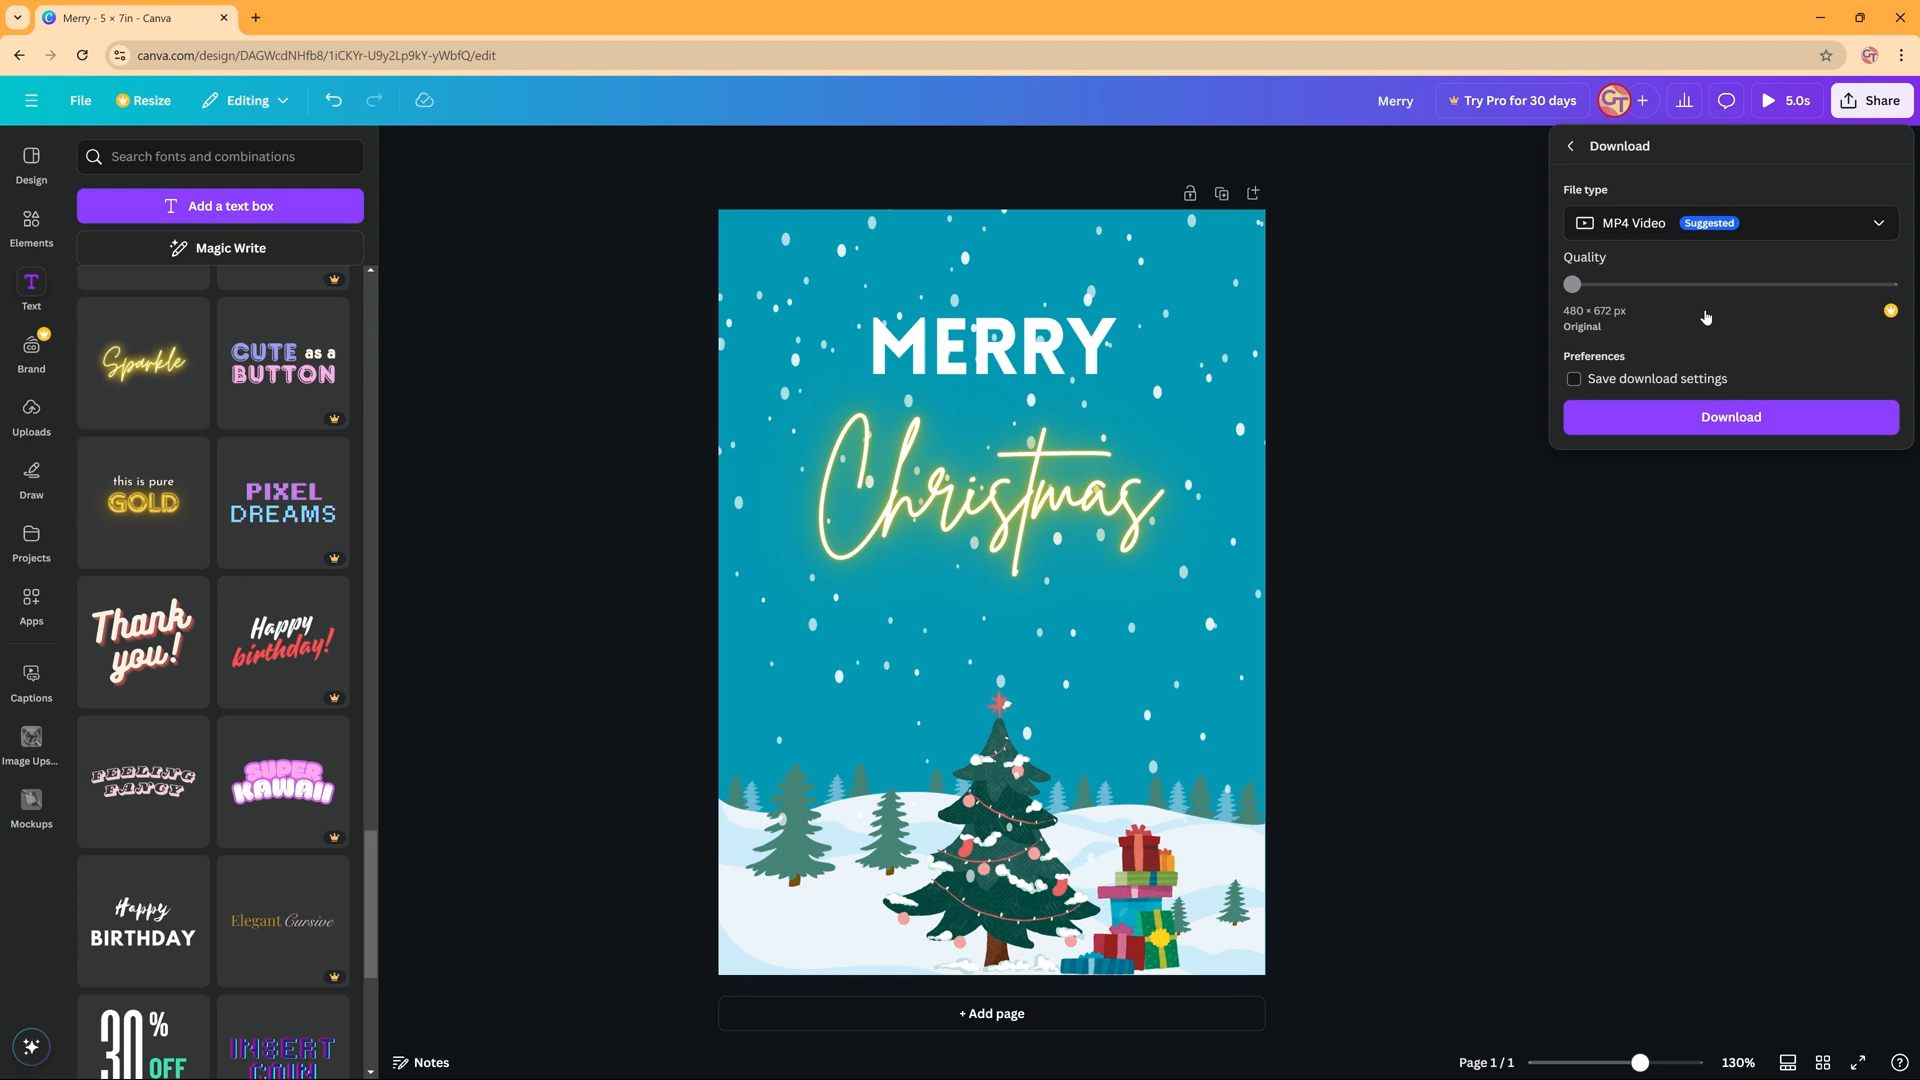 Merry - 5 × 7in - Canva
canva.com/design/DAGWcdNHfb8/1iCKYr-U9y2Lp9kY-yWbfQ/edit
File
Resize
Editing
Merry
Try Pro for 30 days
GT
5.0s
Share
Design
Elements
Text
Brand
Uploads
Draw
Projects
Apps
Captions
Image Ups...
Mockups
Search fonts and combinations
Add a text box
Magic Write
Sparkle
CUTE as a
BUTTON
this is pure
GOLD
PIXEL
DREAMS
Thank
you!
Happy
birthday!
FEELING
FANCY
SUPER
KAWAII
Happy
BIRTHDAY
Elegant Cursive
30%
OFF
INSERT
COIN
MERRY
Christmas
+ Add page
Download
File type
MP4 Video Suggested
Quality
480 × 672 px
Original
Preferences
Save download settings
Download
Notes
Page 1 / 1
130%